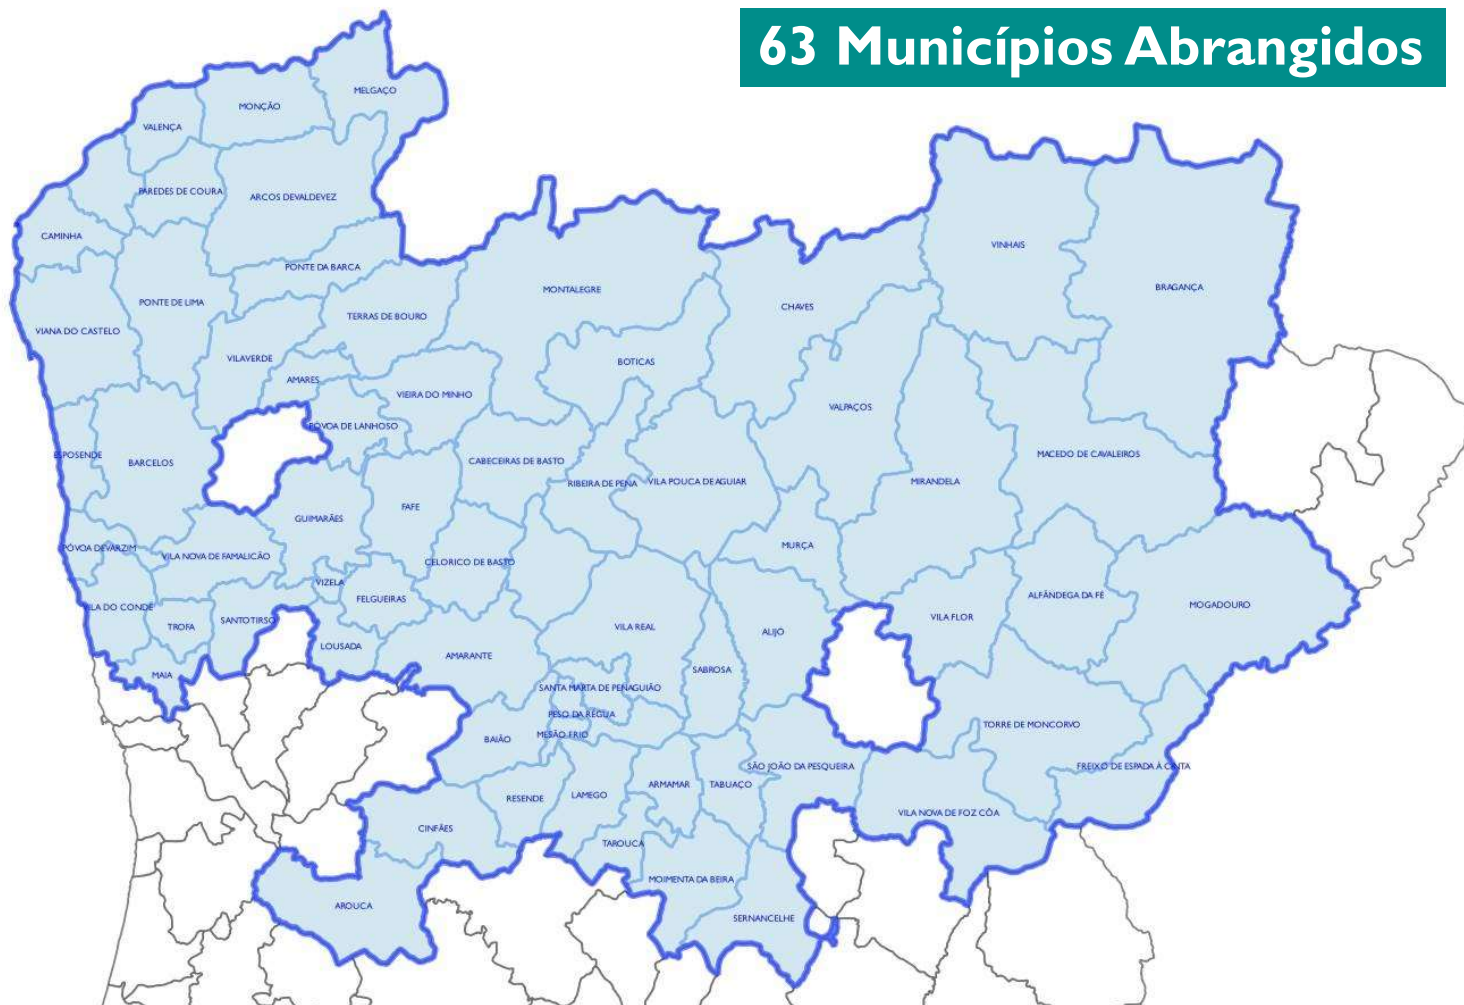 63 Municípios Abrangidos
MELGAÇO
MONÇÃO
VALENÇA
PAREDES DE COURA
ARCOS DEVALDEVEZ
CAMINHA
VINHAIS
PONTE DA BARCA
BRAGANÇA
MONTALEGRE
PONTE DE LIMA
CHAVES
TERRAS DE BOURO
VIANA DO CASTELO
VILAVERDE
BOTICAS
AMARES
VIEIRA DO MINHO
VALPAÇOS
PÓVOA DE LANHOSO
ESPOSENDE
BARCELOS
CABECEIRAS DE BASTO
MACEDO DE CAVALEIROS
RIBEIRA DE PENA
VILA POUCA DE AGUIAR
MIRANDELA
FAFE
GUIMARÃES
PÓVOA DEVARZIM
VILA NOVA DE FAMALICÃO
MURÇA
CELORICO DE BASTO
VIZELA
FELGUEIRAS
ALFÂNDEGA DA FÉ
VILA DO CONDE
MOGADOURO
TROFA
SANTO TIRSO
VILA FLOR
VILA REAL
ALIJÓ
LOUSADA
AMARANTE
MAIA
SABROSA
SANTA MARTA DE PENAGUIÃO
PESO DA RÉGUA
TORRE DE MONCORVO
MESÃO FRIO
BAIÃO
SÃO JOÃO DA PESQUEIRA
FREIXO DE ESPADA À CINTA
ARMAMAR
TABUAÇO
RESENDE
LAMEGO
VILA NOVA DE FOZ CÔA
CINFÃES
TAROUCA
MOIMENTA DA BEIRA
AROUCA
SERNANCELHE